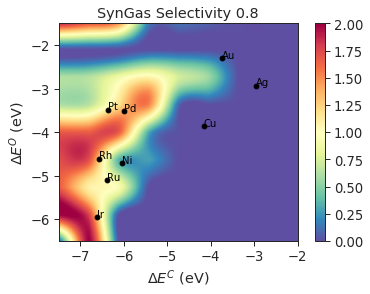 SynGas Selectivity 0.8
2.00
1.75
1.50
1.25
1.00
0.75
0.50
0.25
0.00
−2
−3
−4
−5
−6
ΔE^O (eV)
Au
Ag
Pt
Pd
Cu
Rh
Ni
Ru
Ir
−7
−6
−5
−4
−3
−2
ΔE^C (eV)